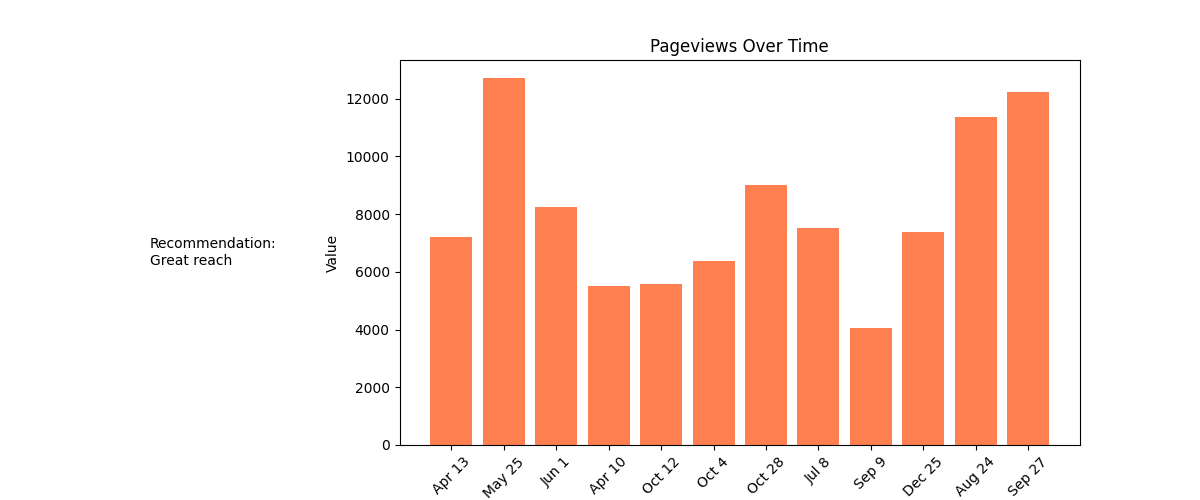 Pageviews Over Time
Recommendation:
Great reach
Value
12000
10000
8000
6000
4000
2000
0
Apr 13
May 25
Jun 1
Apr 10
Oct 12
Oct 4
Oct 28
Jul 8
Sep 9
Dec 25
Aug 24
Sep 27